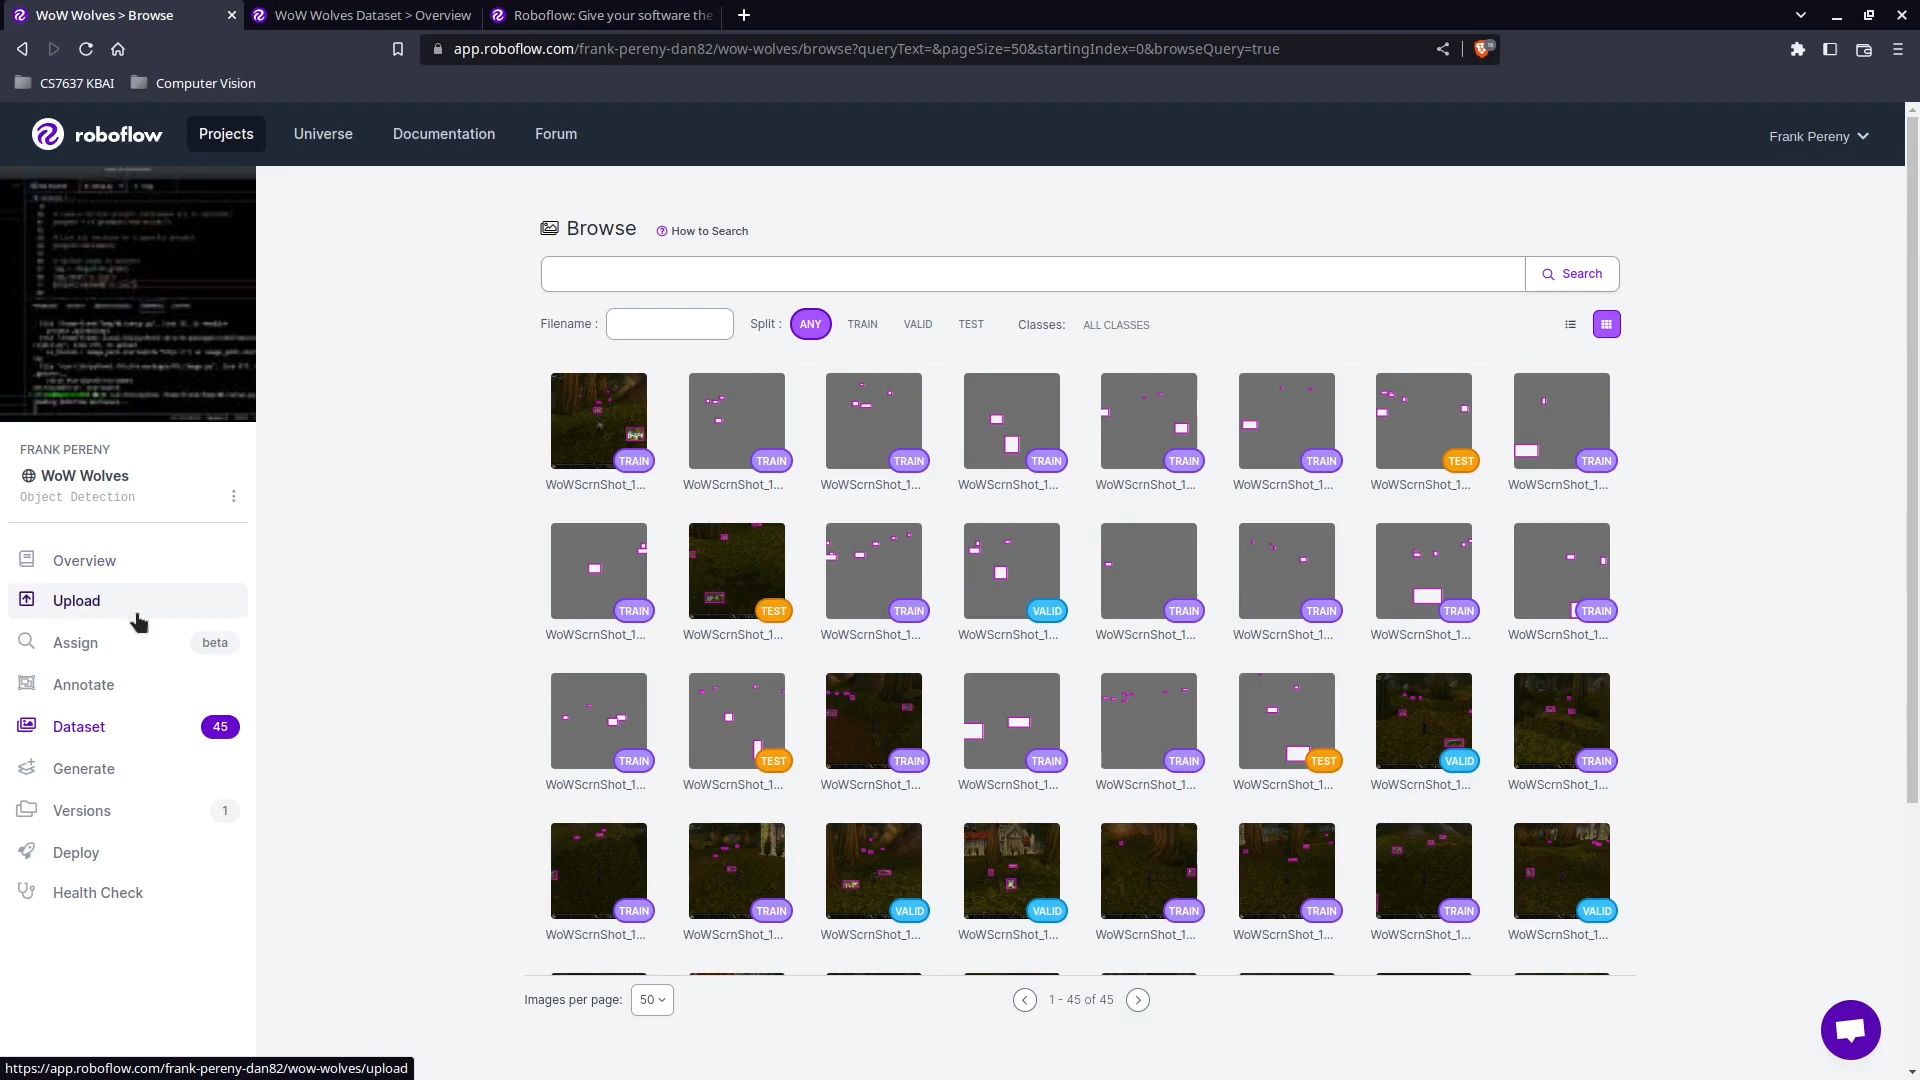 WoW Wolves > Browse
WoW Wolves Dataset > Overview
Roboflow: Give your software the
app.roboflow.com/frank-pereny-dan82/wow-wolves/browse?queryText=&pageSize=50&startingIndex=0&browseQuery=true
76
CS7637 KBAI
Computer Vision
roboflow
Projects
Universe
Documentation
Forum
Frank Pereny
Browse
How to Search
Search
Filename :
Split :
ANY
TRAIN
VALID
TEST
Classes:
ALL CLASSES
FRANK PERENY
WoW Wolves
Object Detection
Overview
Upload
Assign
beta
Annotate
Dataset
45
Generate
Versions
1
Deploy
Health Check
TRAIN TRAIN TRAIN TRAIN TRAIN TRAIN TEST TRAIN
WoWScrnShot_1... WoWScrnShot_1... WoWScrnShot_1... WoWScrnShot_1... WoWScrnShot_1... WoWScrnShot_1... WoWScrnShot_1... WoWScrnShot_1...
TRAIN TEST TRAIN VALID TRAIN TRAIN TRAIN TRAIN
WoWScrnShot_1... WoWScrnShot_1... WoWScrnShot_1... WoWScrnShot_1... WoWScrnShot_1... WoWScrnShot_1... WoWScrnShot_1... WoWScrnShot_1...
TRAIN TEST TRAIN TRAIN TRAIN TEST VALID TRAIN
WoWScrnShot_1... WoWScrnShot_1... WoWScrnShot_1... WoWScrnShot_1... WoWScrnShot_1... WoWScrnShot_1... WoWScrnShot_1... WoWScrnShot_1...
TRAIN TRAIN VALID VALID TRAIN TRAIN TRAIN VALID
WoWScrnShot_1... WoWScrnShot_1... WoWScrnShot_1... WoWScrnShot_1... WoWScrnShot_1... WoWScrnShot_1... WoWScrnShot_1... WoWScrnShot_1...
Images per page:
50
1 - 45 of 45
https://app.roboflow.com/frank-pereny-dan82/wow-wolves/upload